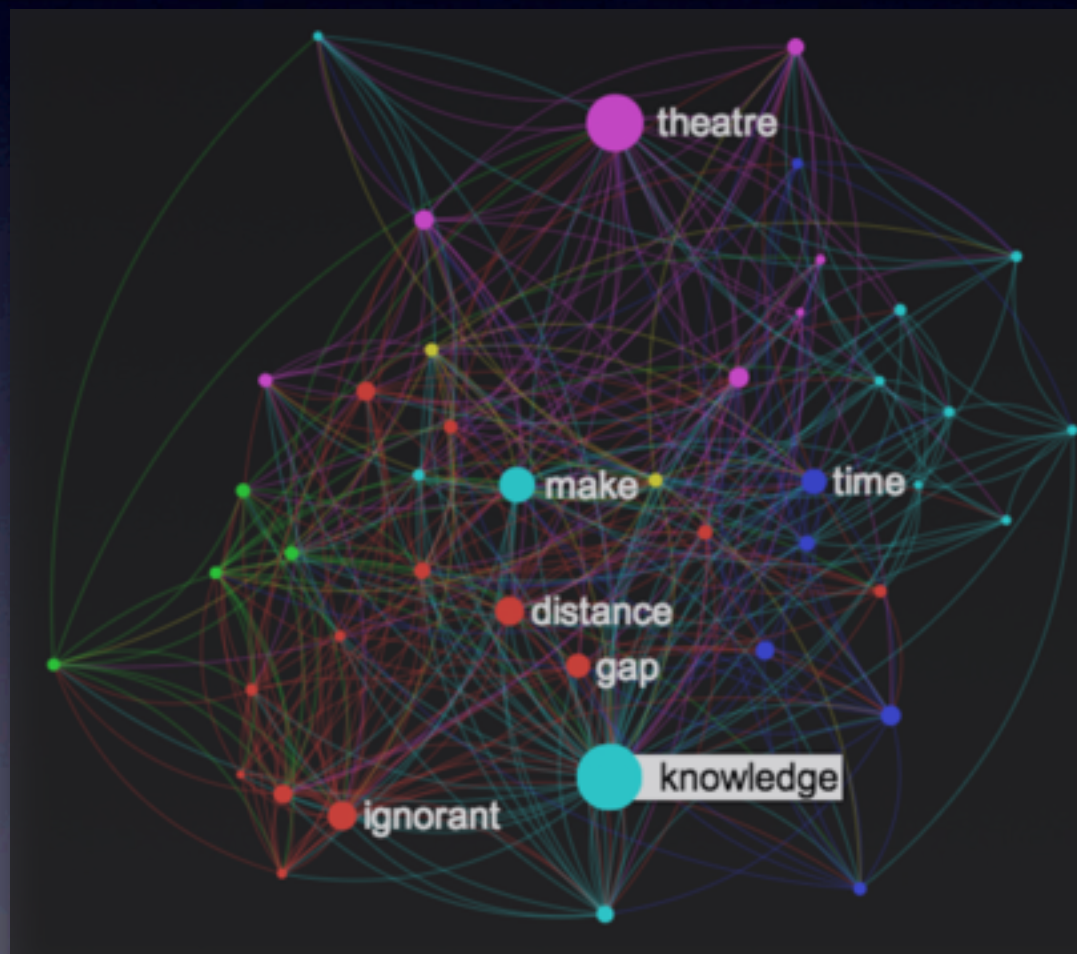 theatre
make
time
distance
gap
knowledge
ignorant